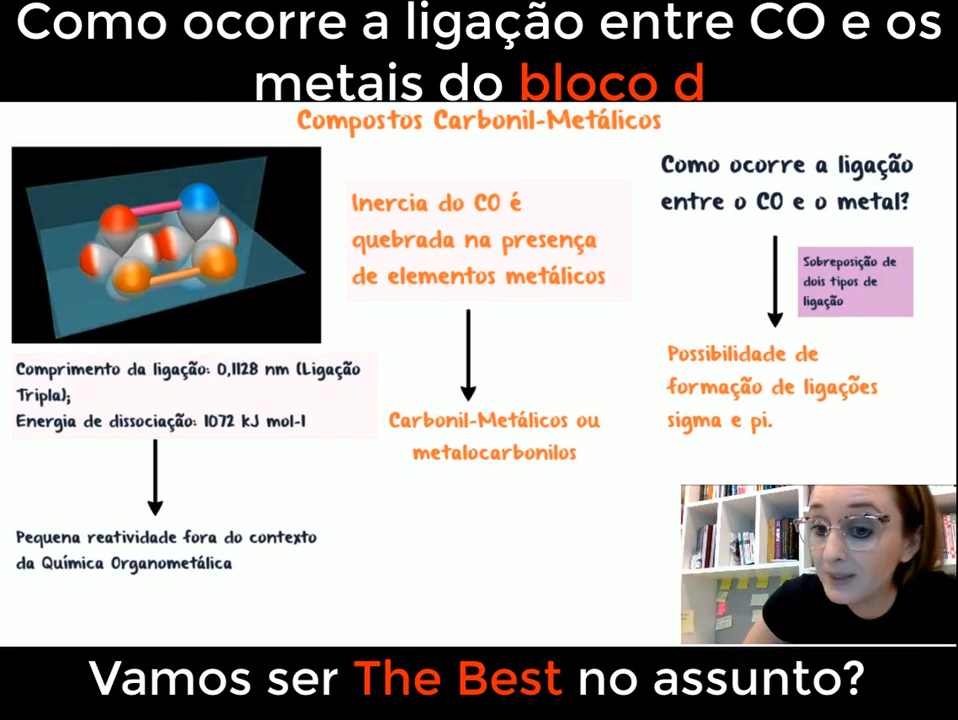 Como ocorre a ligação entre CO e os
metais do bloco d
Compostos Carbonil-Metálicos
Comprimento da ligação: 0,1128 nm (Ligação
Tripla);
Energia de dissociação: 1072 kJ mol-1
Pequena reatividade fora do contexto
da Química Organometálica
Inercia do CO é
quebrada na presença
de elementos metálicos
Carbonil-Metálicos ou
metalocarbonilos
Como ocorre a ligação
entre o CO e o metal?
Sobreposição de
dois tipos de
ligação
Possibilidade de
formação de ligações
sigma e pi.
Vamos ser The Best no assunto?